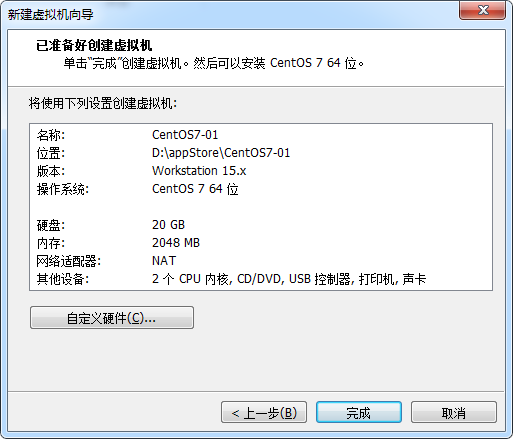 新建虚拟机向导
已准备好创建虚拟机
单击“完成”创建虚拟机。然后可以安装 CentOS 7 64 位。
将使用下列设置创建虚拟机:
名称: CentOS7-01
位置: D:\appStore\CentOS7-01
版本: Workstation 15.x
操作系统: CentOS 7 64 位
硬盘: 20 GB
内存: 2048 MB
网络适配器: NAT
其他设备: 2 个 CPU 内核, CD/DVD, USB 控制器, 打印机, 声卡
自定义硬件(C)...
< 上一步(B) 完成 取消